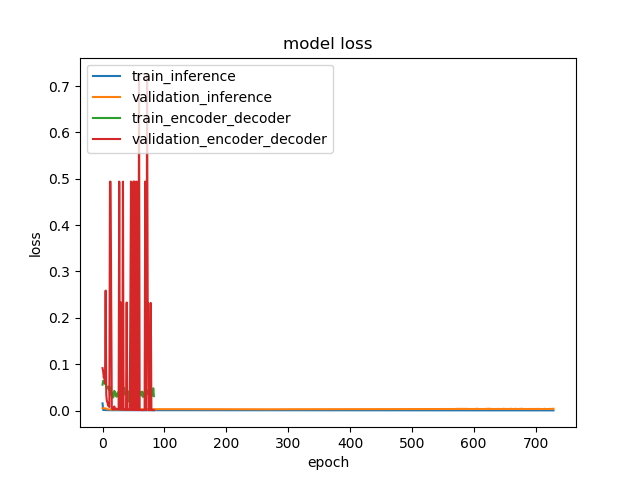 model loss
train_inference
validation_inference
train_encoder_decoder
validation_encoder_decoder
0.7
0.6
0.5
0.4
0.3
0.2
0.1
0.0
loss
0 100 200 300 400 500 600 700
epoch